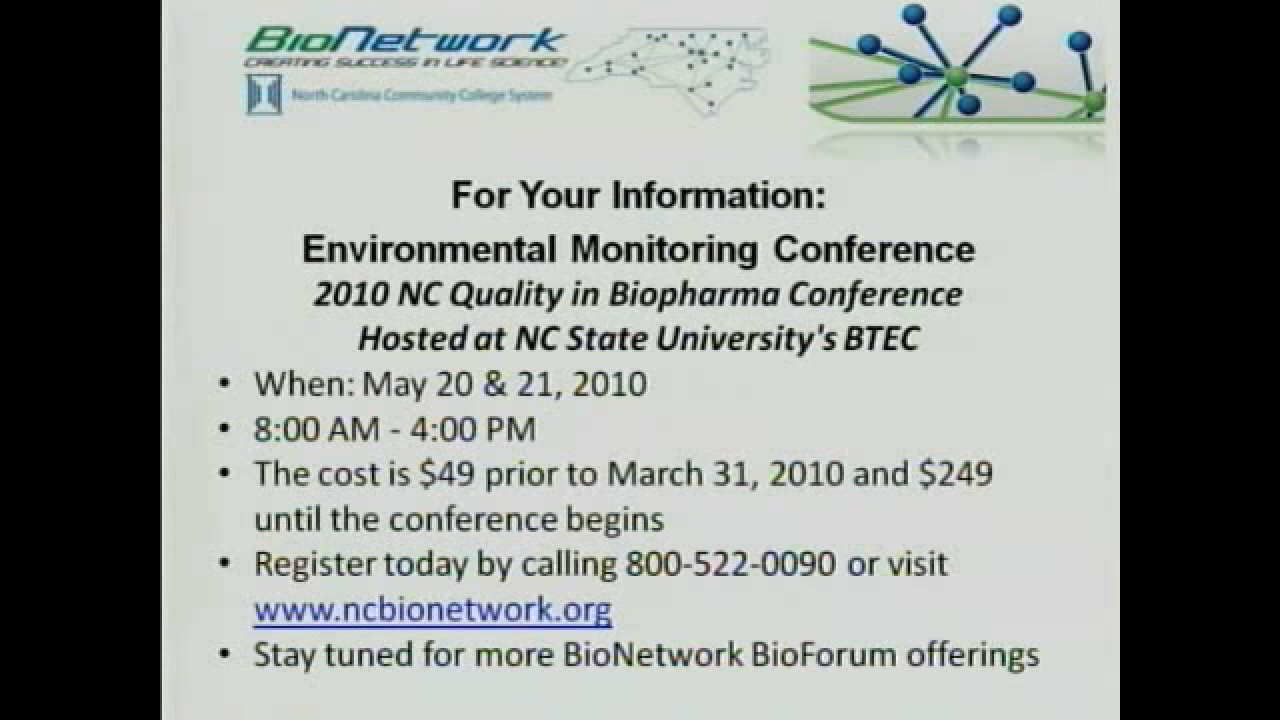 BioNetwork
CREATING SUCCESS IN LIFE SCIENCE
North Carolina Community College System
For Your Information:
Environmental Monitoring Conference
2010 NC Quality in Biopharma Conference
Hosted at NC State University's BTEC
• When: May 20 & 21, 2010
• 8:00 AM - 4:00 PM
• The cost is $49 prior to March 31, 2010 and $249
until the conference begins
• Register today by calling 800-522-0090 or visit
www.ncbionetwork.org
• Stay tuned for more BioNetwork BioForum offerings